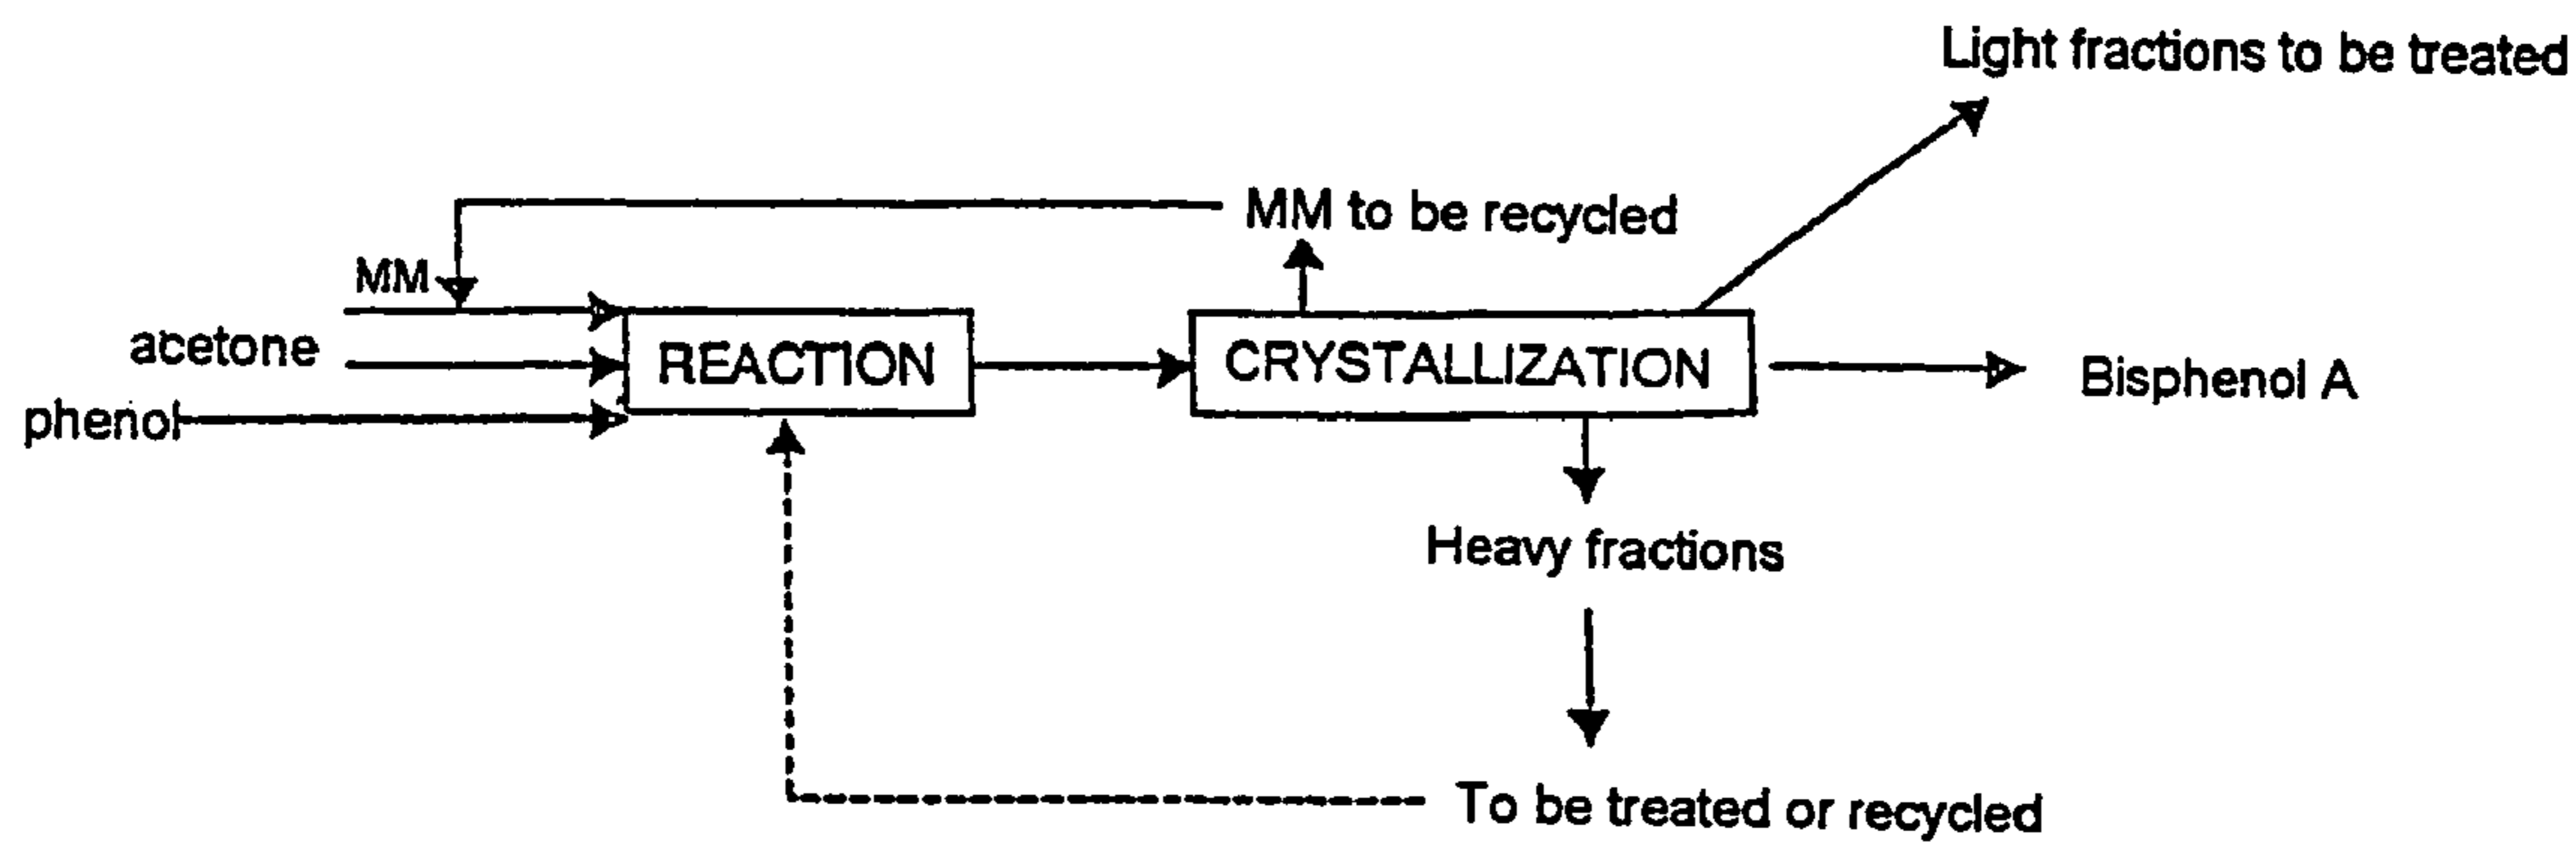 Light fractions to be treated
MM to be recycled
MM
acetone
REACTION
CRYSTALLIZATION
Bisphenol A
phenol
Heavy fractions
To be treated or recycled